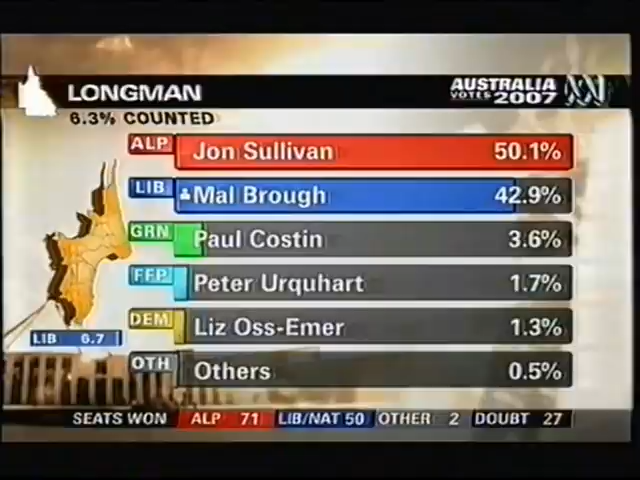 LONGMAN
AUSTRALIA
VOTES 2007
6.3% COUNTED
ALP Jon Sullivan 50.1%
LIB Mal Brough 42.9%
GRN Paul Costin 3.6%
FFP Peter Urquhart 1.7%
DEM Liz Oss-Emer 1.3%
LIB 6.7
OTH Others 0.5%
SEATS WON ALP 71 LIB/NAT 50 OTHER 2 DOUBT 27